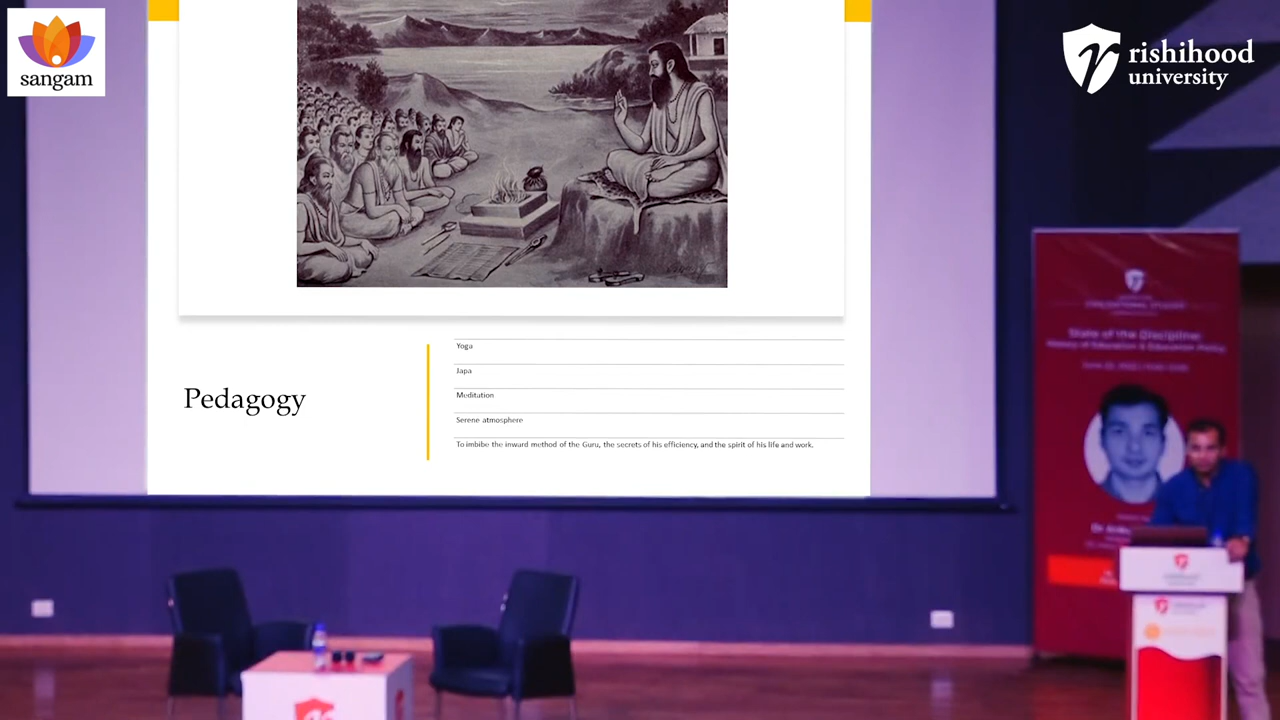 sangam
rishihood
university
Pedagogy
Yoga
Japa
Meditation
Serene atmosphere
To imbibe the inward method of the Guru, the secrets of his efficiency, and the spirit of his life and work.
State of the Discipline:
History of Education & Education Policy